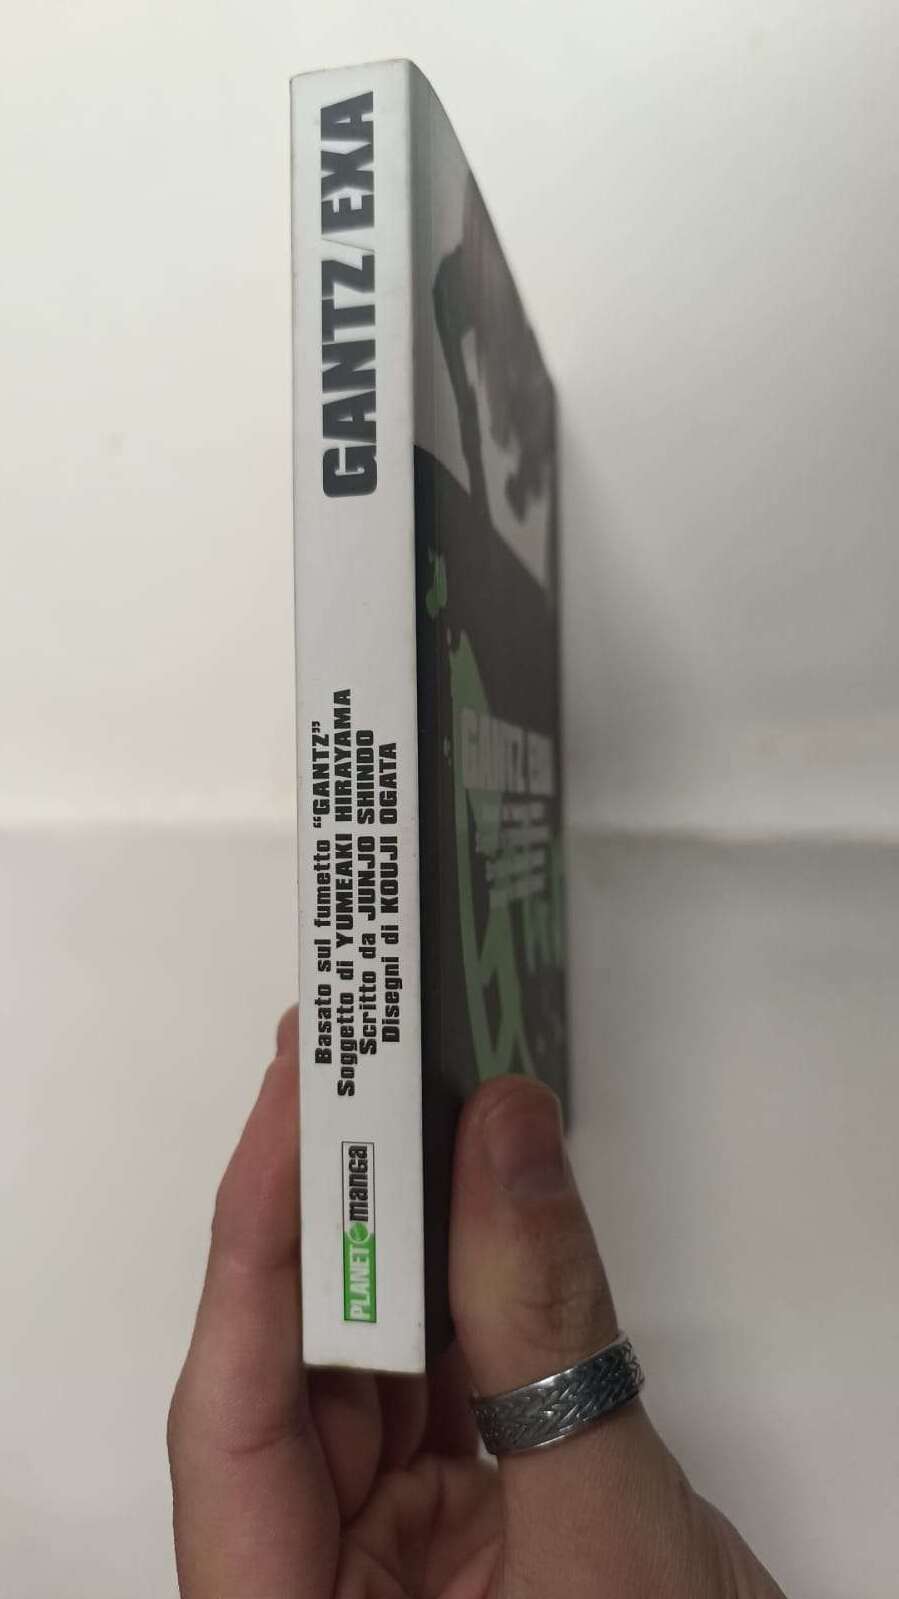 GANTZ/EXA
Basato sul fumetto “GANTZ”
Soggetto di YUMEAKI HIRAYAMA
Scritto da JUNJO SHINDO
Disegni di KOUJI OGATA
PLANET manga
GANTZ EXA